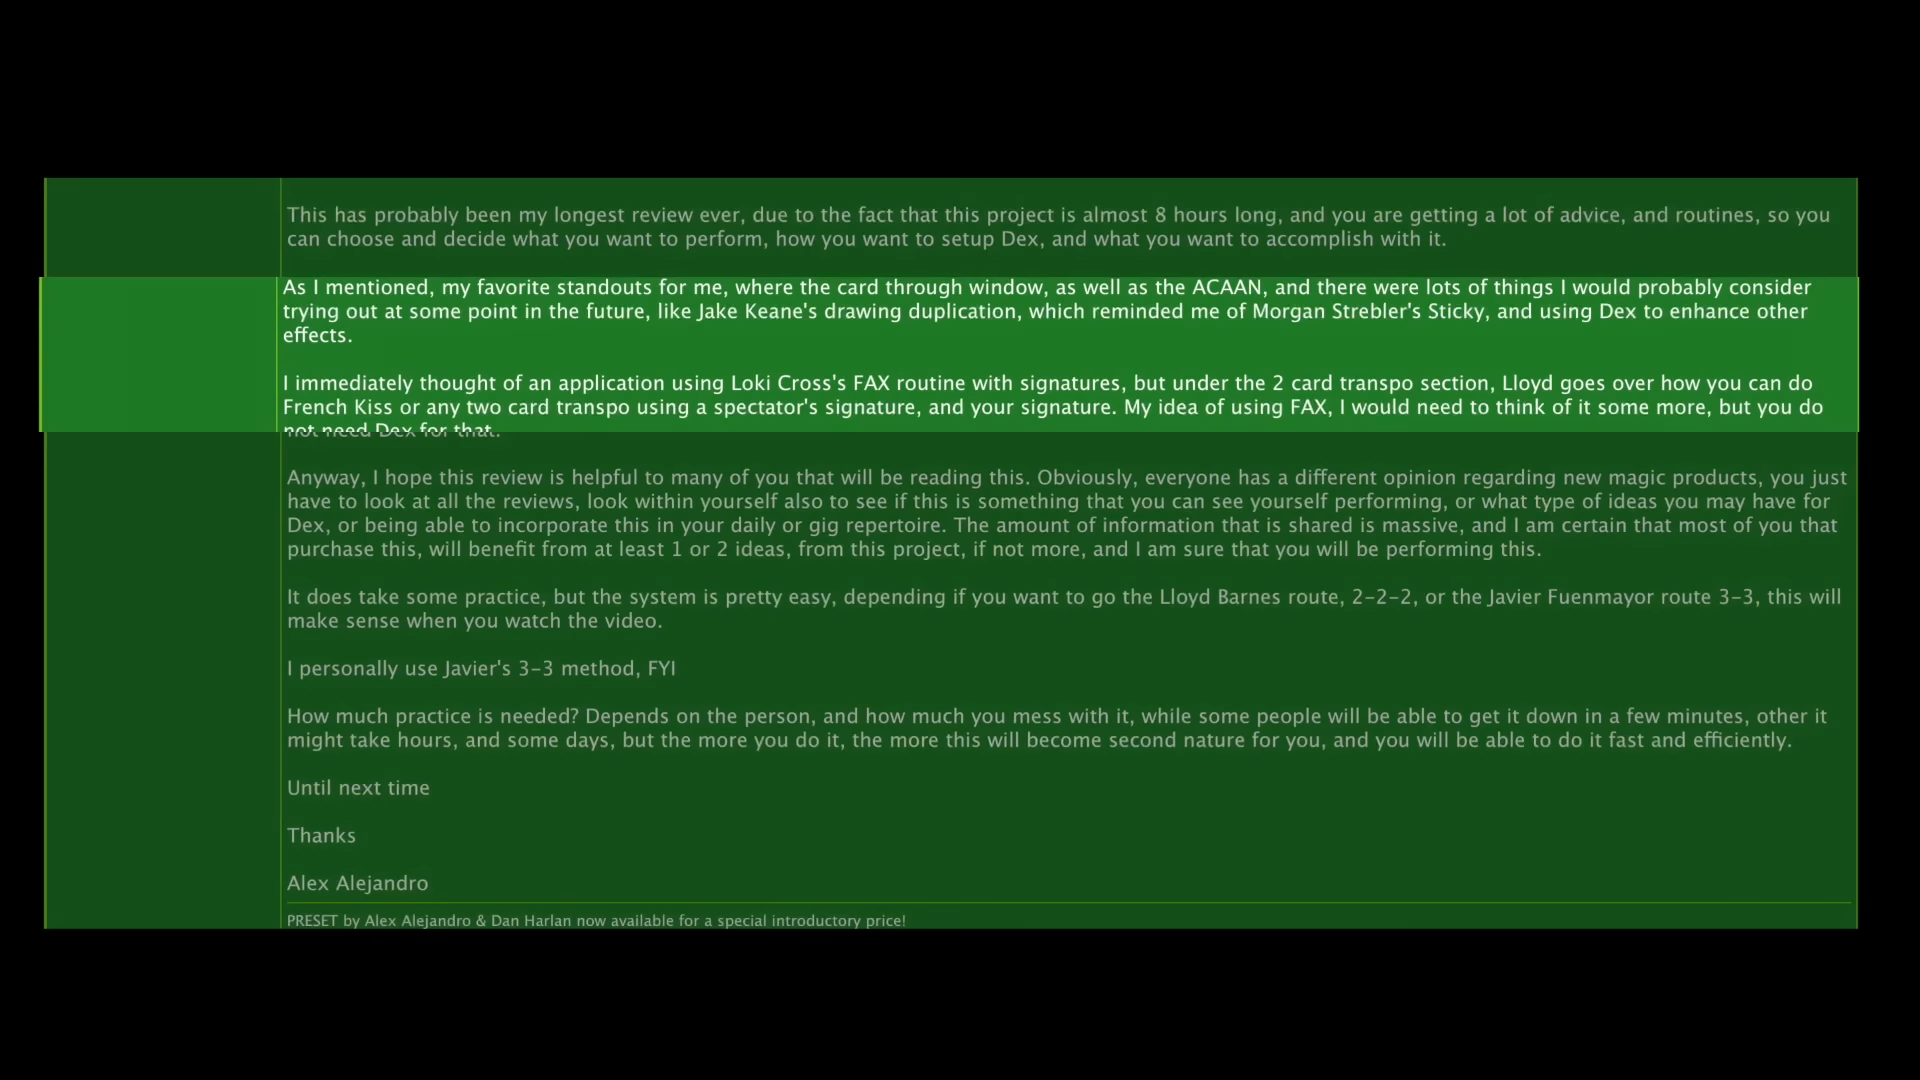 This has probably been my longest review ever, due to the fact that this project is almost 8 hours long, and you are getting a lot of advice, and routines, so you
can choose and decide what you want to perform, how you want to setup Dex, and what you want to accomplish with it.
As I mentioned, my favorite standouts for me, where the card through window, as well as the ACAAN, and there were lots of things I would probably consider
trying out at some point in the future, like Jake Keane's drawing duplication, which reminded me of Morgan Strebler's Sticky, and using Dex to enhance other
effects.
I immediately thought of an application using Loki Cross's FAX routine with signatures, but under the 2 card transpo section, Lloyd goes over how you can do
French Kiss or any two card transpo using a spectator's signature, and your signature. My idea of using FAX, I would need to think of it some more, but you do
not need Dex for that.
Anyway, I hope this review is helpful to many of you that will be reading this. Obviously, everyone has a different opinion regarding new magic products, you just
have to look at all the reviews, look within yourself also to see if this is something that you can see yourself performing, or what type of ideas you may have for
Dex, or being able to incorporate this in your daily or gig repertoire. The amount of information that is shared is massive, and I am certain that most of you that
purchase this, will benefit from at least 1 or 2 ideas, from this project, if not more, and I am sure that you will be performing this.
It does take some practice, but the system is pretty easy, depending if you want to go the Lloyd Barnes route, 2-2-2, or the Javier Fuenmayor route 3-3, this will
make sense when you watch the video.
I personally use Javier's 3-3 method, FYI
How much practice is needed? Depends on the person, and how much you mess with it, while some people will be able to get it down in a few minutes, other it
might take hours, and some days, but the more you do it, the more this will become second nature for you, and you will be able to do it fast and efficiently.
Until next time
Thanks
Alex Alejandro
PRESET by Alex Alejandro & Dan Harlan now available for a special introductory price!